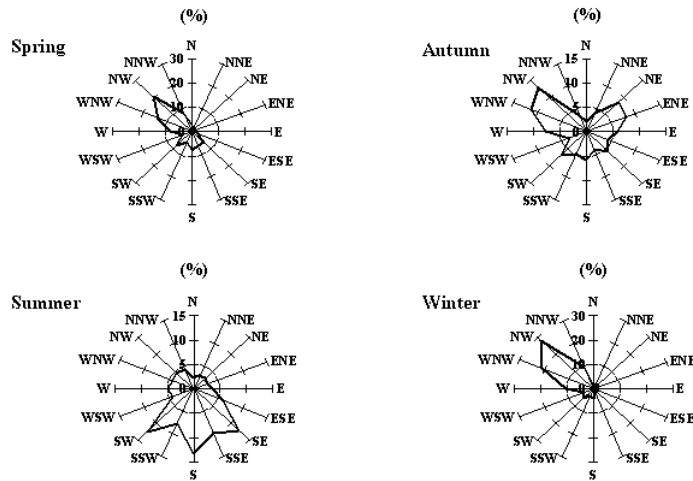 (%)
Spring
N
NNW
NNE
NW
NE
WNW
ENE
W
E
WSW
ESE
SW
SE
SSW
SSE
S
30
20
10
0
(%)
Autumn
N
NNW
NNE
NW
NE
WNW
ENE
W
E
WSW
ESE
SW
SE
SSW
SSE
S
15
10
5
0
(%)
Summer
N
NNW
NNE
NW
NE
WNW
ENE
W
E
WSW
ESE
SW
SE
SSW
SSE
S
15
10
5
0
(%)
Winter
N
NNW
NNE
NW
NE
WNW
ENE
W
E
WSW
ESE
SW
SE
SSW
SSE
S
30
20
10
0